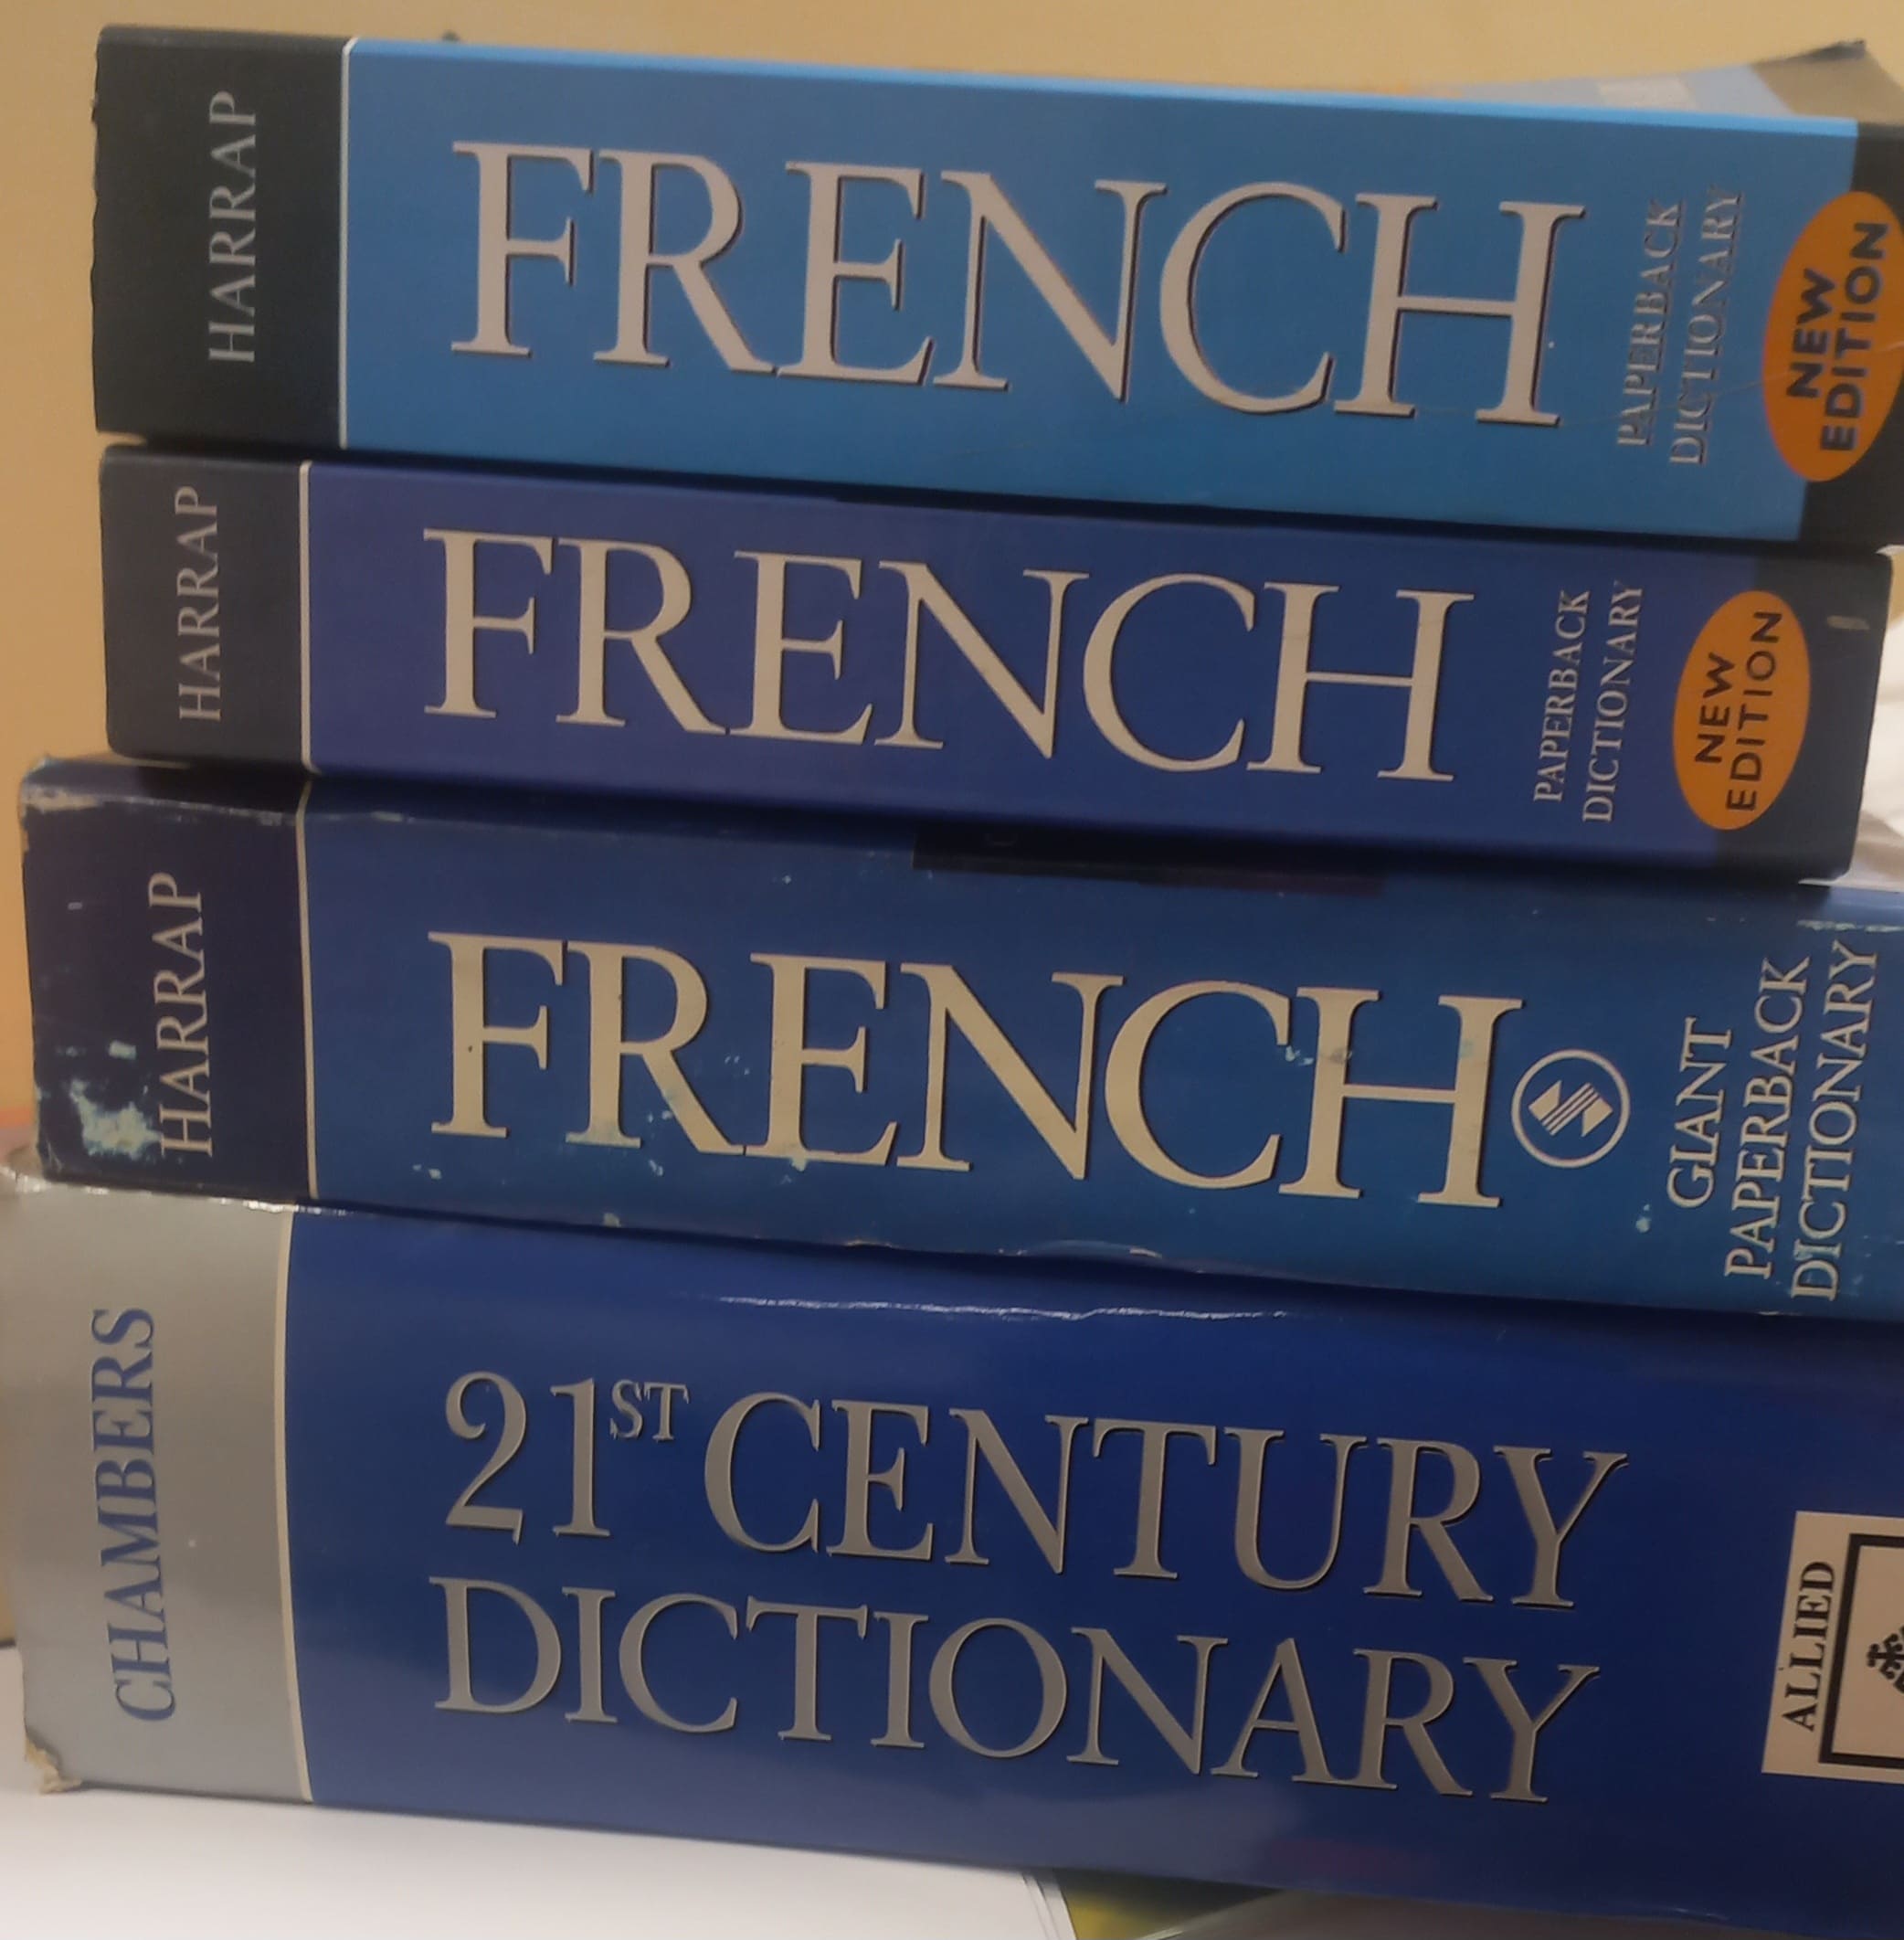 HARRAP
FRENCH
PAPERBACK
DICTIONARY
NEW
EDITION
HARRAP
FRENCH
PAPERBACK
DICTIONARY
NEW
EDITION
HARRAP
FRENCH
GIANT
PAPERBACK
DICTIONARY
CHAMBERS
21ST CENTURY
DICTIONARY
ALLIED